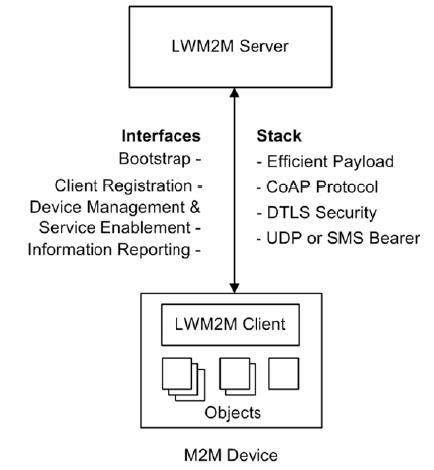 LWM2M Server
Interfaces
Bootstrap -
Client Registration -
Device Management &
Service Enablement -
Information Reporting -
Stack
- Efficient Payload
- CoAP Protocol
- DTLS Security
- UDP or SMS Bearer
LWM2M Client
Objects
M2M Device